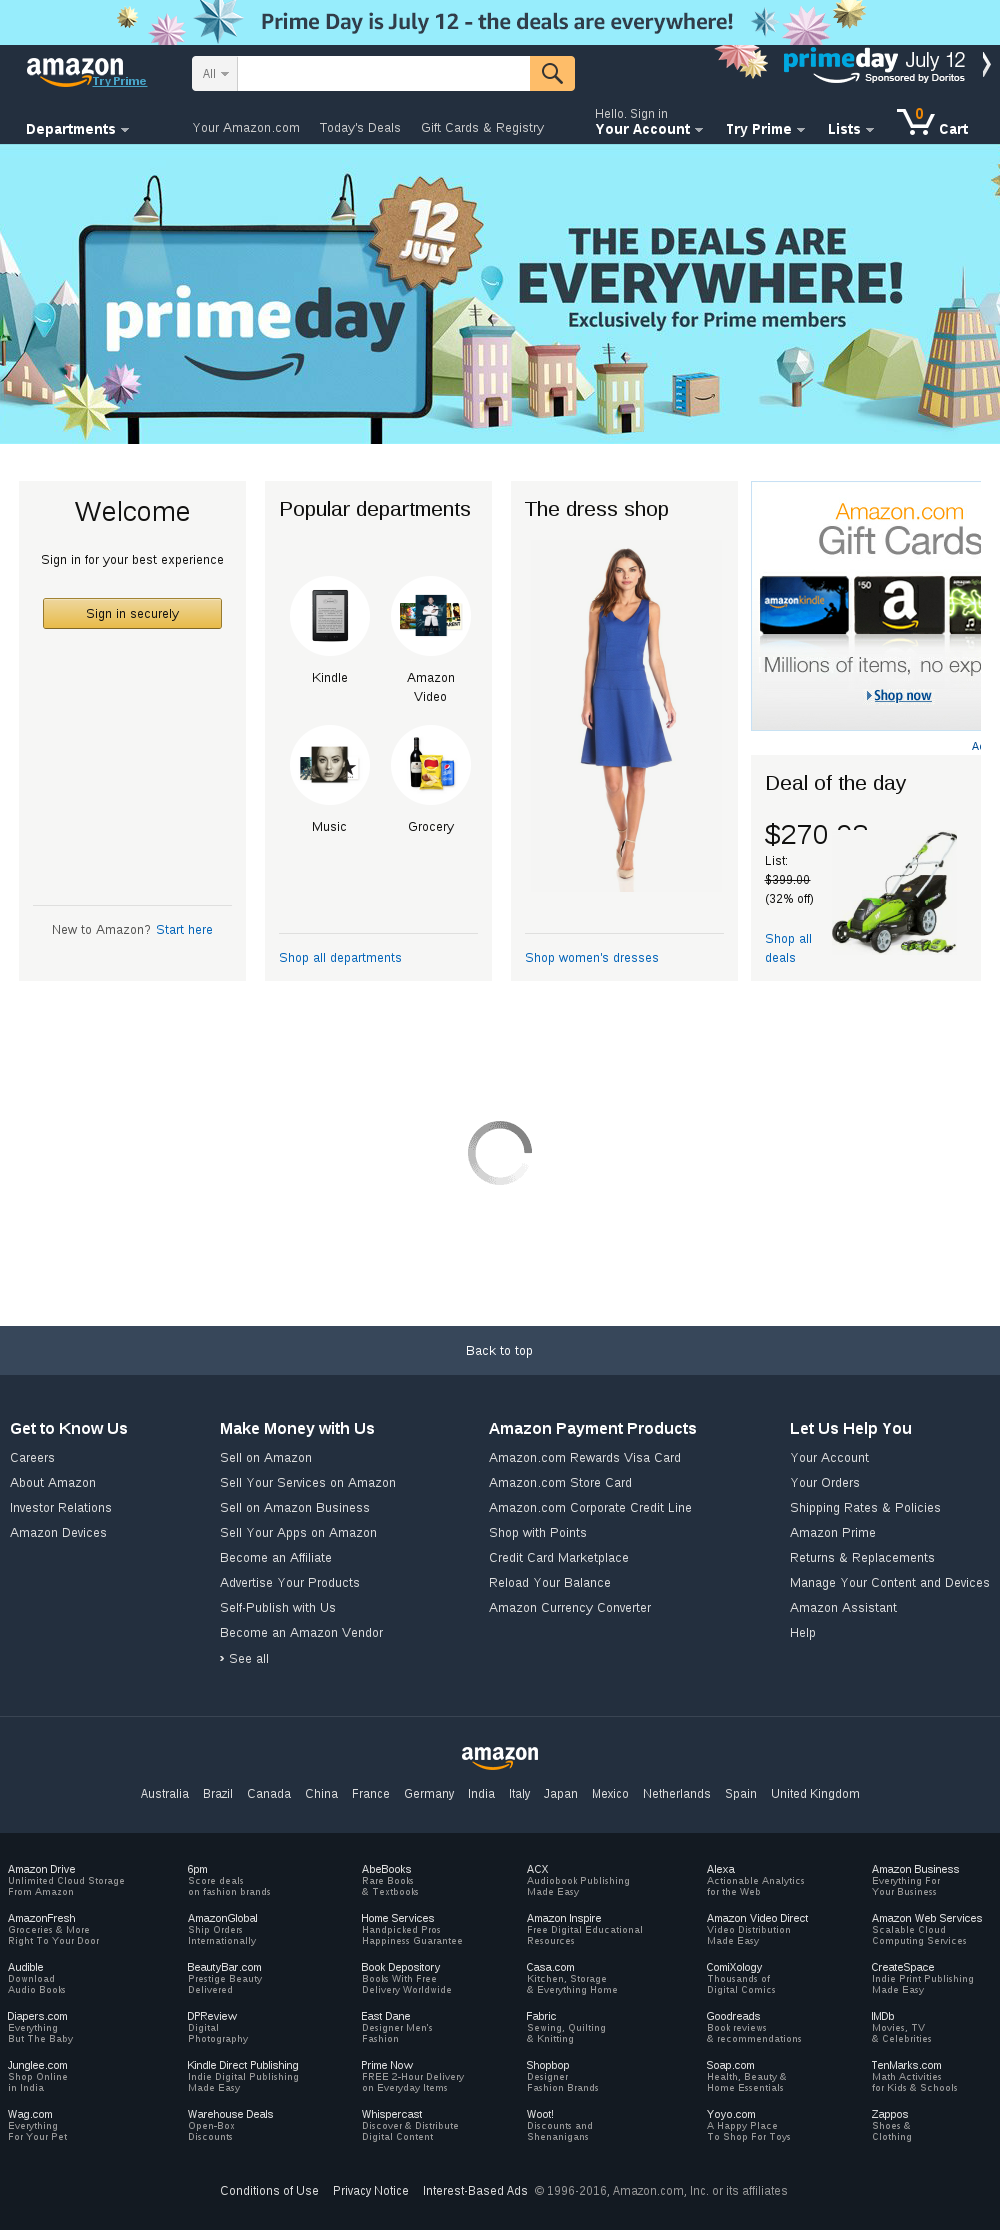 Prime Day is July 12 - the deals are everywhere!
amazon
Try Prime
All
primeday July 12
Sponsored by Doritos
Departments
Your Amazon.com Today's Deals Gift Cards & Registry
Hello. Sign in
Your Account
Try Prime
Lists
0
Cart
12
JULY
primeday
THE DEALS ARE
EVERYWHERE!
Exclusively for Prime members
Welcome
Sign in for your best experience
Sign in securely
New to Amazon? Start here
Popular departments
Kindle
Amazon
Video
Music
Grocery
Shop all departments
The dress shop
Shop women's dresses
Amazon.com
Gift Cards
amazonkindle
$50
a
Millions of items, no exp
Shop now
Deal of the day
$270
List:
$399.00
(32% off)
Shop all
deals
Back to top
Get to Know Us
Careers
About Amazon
Investor Relations
Amazon Devices
Make Money with Us
Sell on Amazon
Sell Your Services on Amazon
Sell on Amazon Business
Sell Your Apps on Amazon
Become an Affiliate
Advertise Your Products
Self-Publish with Us
Become an Amazon Vendor
› See all
Amazon Payment Products
Amazon.com Rewards Visa Card
Amazon.com Store Card
Amazon.com Corporate Credit Line
Shop with Points
Credit Card Marketplace
Reload Your Balance
Amazon Currency Converter
Let Us Help You
Your Account
Your Orders
Shipping Rates & Policies
Amazon Prime
Returns & Replacements
Manage Your Content and Devices
Amazon Assistant
Help
amazon
Australia Brazil Canada China France Germany India Italy Japan Mexico Netherlands Spain United Kingdom
Amazon Drive
Unlimited Cloud Storage
From Amazon
6pm
Score deals
on fashion brands
AbeBooks
Rare Books
& Textbooks
ACX
Audiobook Publishing
Made Easy
Alexa
Actionable Analytics
for the Web
Amazon Business
Everything For
Your Business
AmazonFresh
Groceries & More
Right To Your Door
AmazonGlobal
Ship Orders
Internationally
Home Services
Handpicked Pros
Happiness Guarantee
Amazon Inspire
Free Digital Educational
Resources
Amazon Video Direct
Video Distribution
Made Easy
Amazon Web Services
Scalable Cloud
Computing Services
Audible
Download
Audio Books
BeautyBar.com
Prestige Beauty
Delivered
Book Depository
Books With Free
Delivery Worldwide
Casa.com
Kitchen, Storage
& Everything Home
ComiXology
Thousands of
Digital Comics
CreateSpace
Indie Print Publishing
Made Easy
Diapers.com
Everything
But The Baby
DPReview
Digital
Photography
East Dane
Designer Men's
Fashion
Fabric
Sewing, Quilting
& Knitting
Goodreads
Book reviews
& recommendations
IMDb
Movies, TV
& Celebrities
Junglee.com
Shop Online
in India
Kindle Direct Publishing
Indie Digital Publishing
Made Easy
Prime Now
FREE 2-Hour Delivery
on Everyday Items
Shopbop
Designer
Fashion Brands
Soap.com
Health, Beauty &
Home Essentials
TenMarks.com
Math Activities
for Kids & Schools
Wag.com
Everything
For Your Pet
Warehouse Deals
Open-Box
Discounts
Whispercast
Discover & Distribute
Digital Content
Woot!
Discounts and
Shenanigans
Yoyo.com
A Happy Place
To Shop For Toys
Zappos
Shoes &
Clothing
Conditions of Use Privacy Notice Interest-Based Ads © 1996-2016, Amazon.com, Inc. or its affiliates